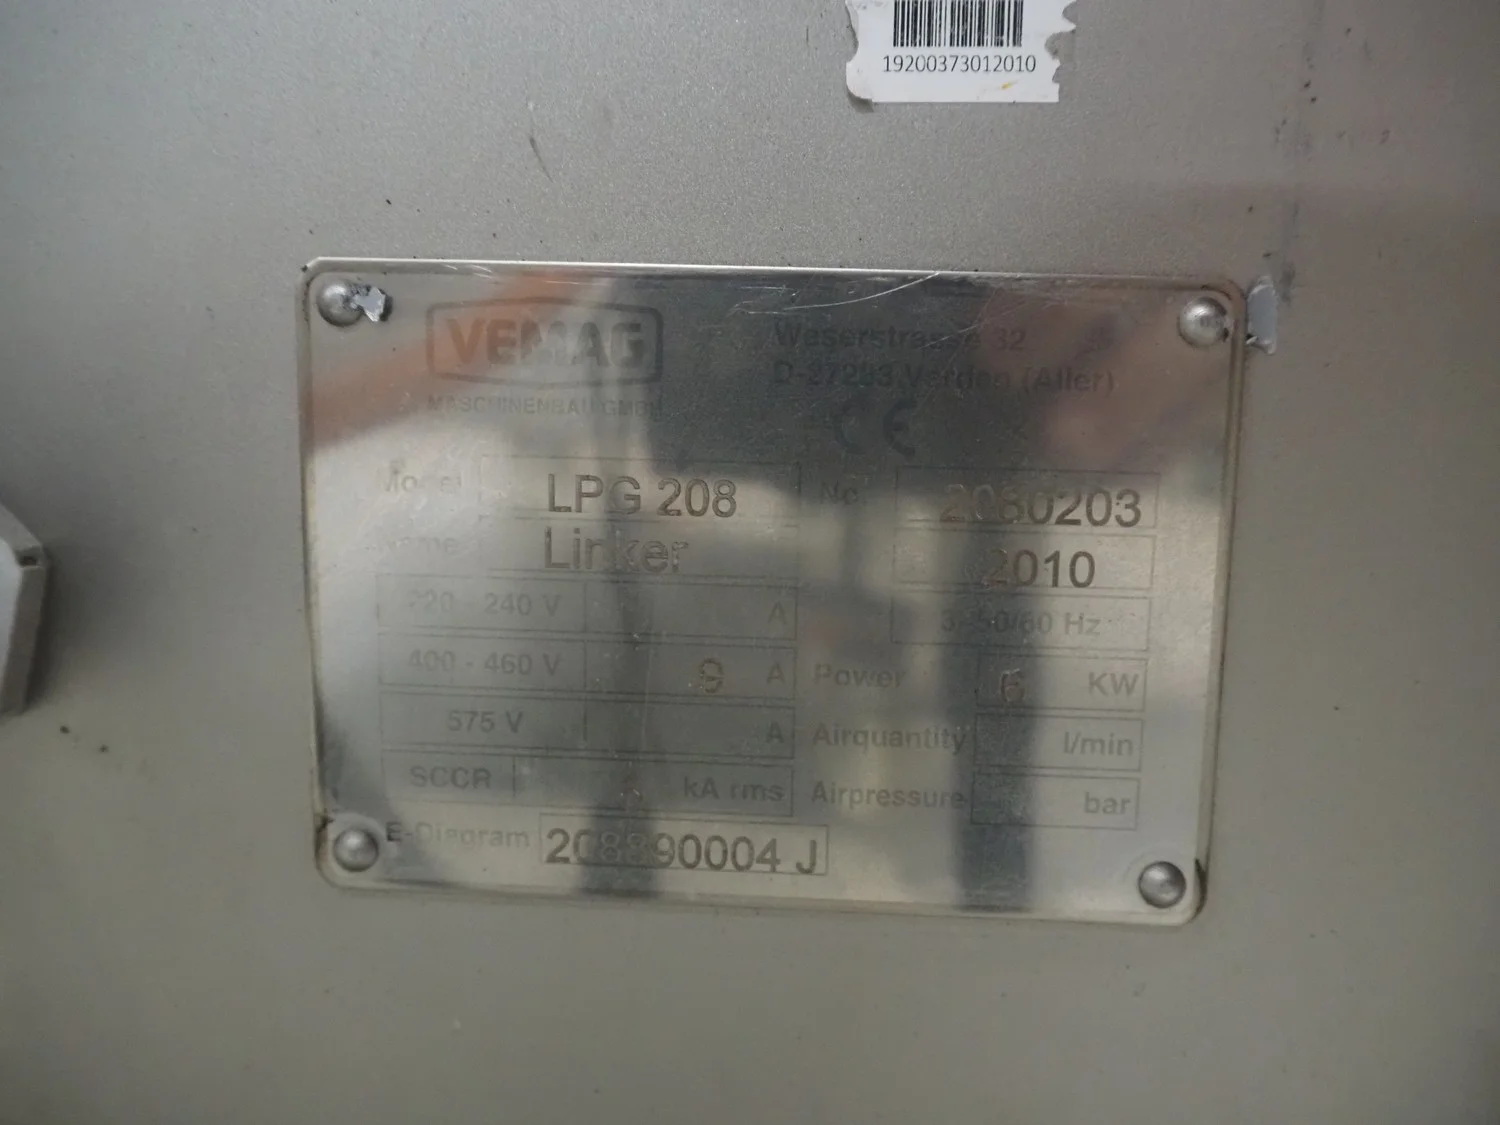 19200373012010
VEMAG
MASCHINENBAU GMBH
Weserstrasse 32
D-27283 Verden (Aller)
CE
Model LPG 208 No. 2080203
Name Linker 2010
220 - 240 V A 3~50/60 Hz
400 - 460 V 9 A Power 6 KW
575 V A Airquantity l/min
SCCR kA rms Airpressure bar
E-Diagram 208890004 J